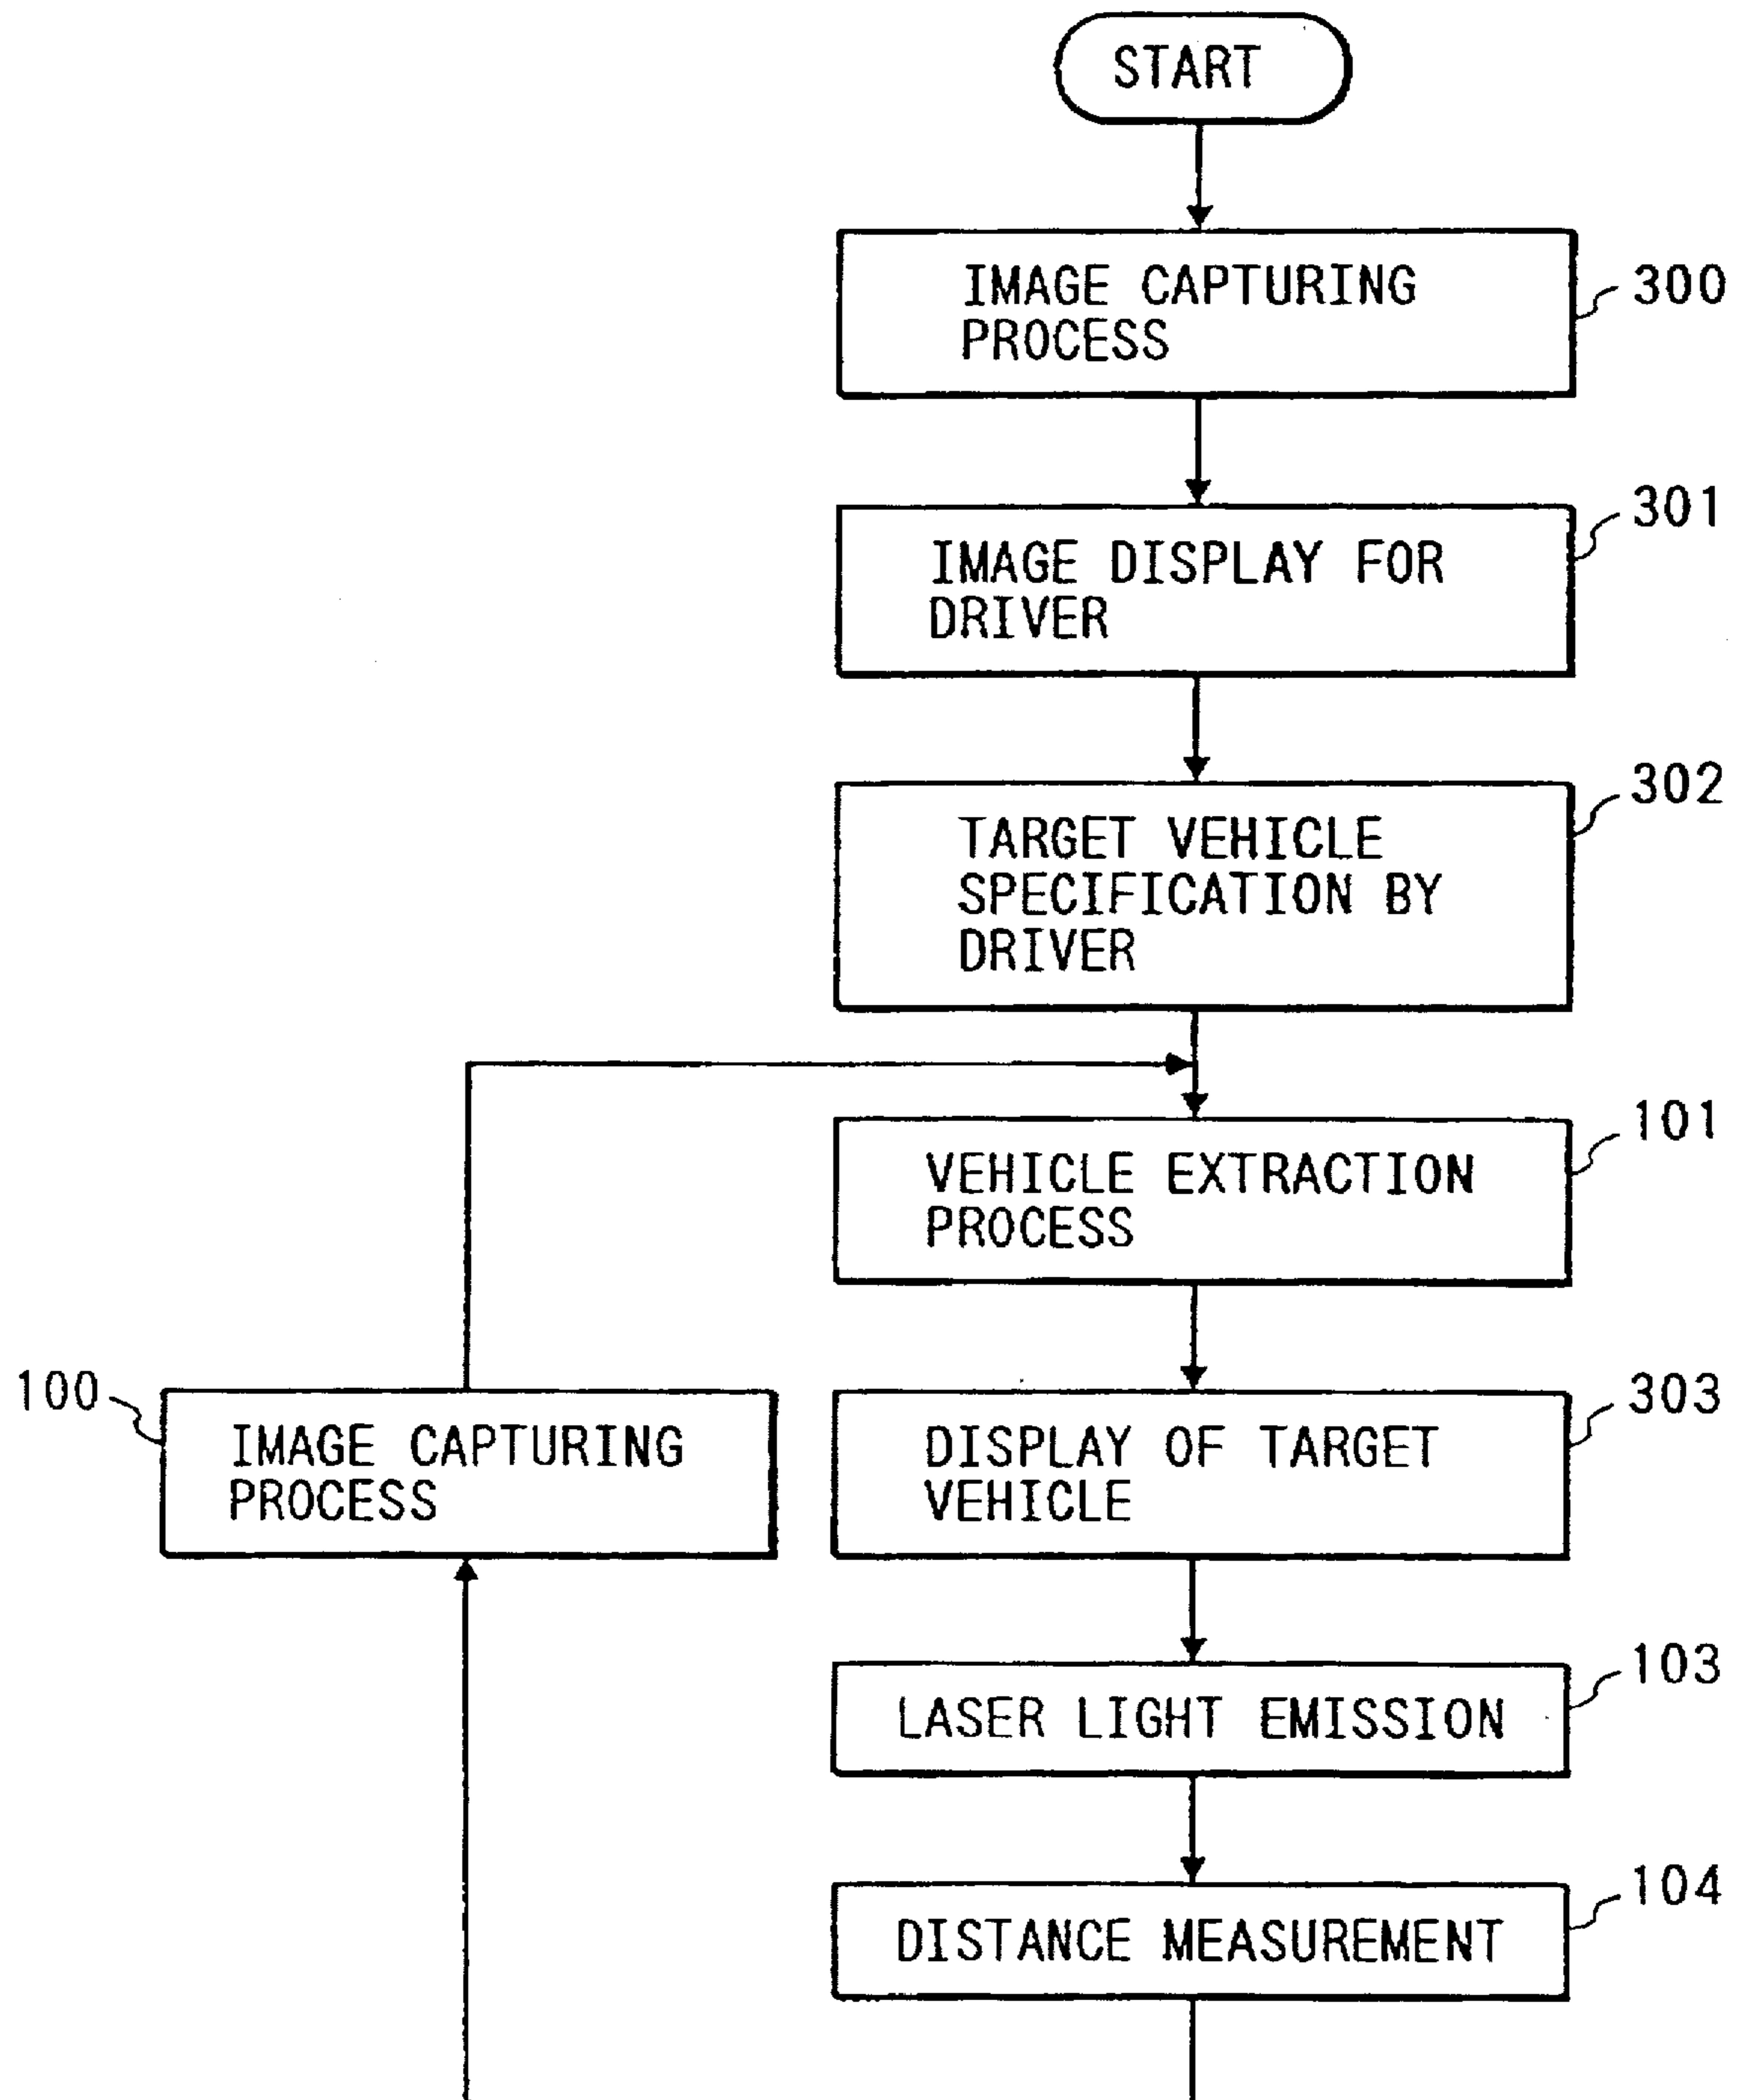 START
IMAGE CAPTURING
PROCESS
300
IMAGE DISPLAY FOR
DRIVER
301
TARGET VEHICLE
SPECIFICATION BY
DRIVER
302
VEHICLE EXTRACTION
PROCESS
101
100
IMAGE CAPTURING
PROCESS
DISPLAY OF TARGET
VEHICLE
303
LASER LIGHT EMISSION
103
DISTANCE MEASUREMENT
104